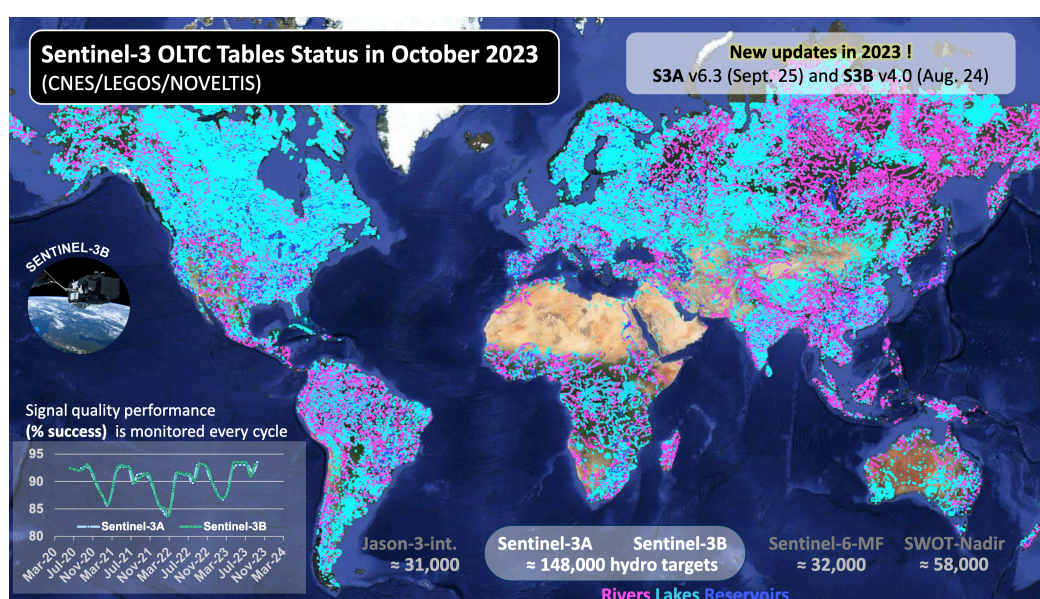 Sentinel-3 OLTC Tables Status in October 2023
(CNES/LEGOS/NOVELTIS)
New updates in 2023 !
S3A v6.3 (Sept. 25) and S3B v4.0 (Aug. 24)
SENTINEL-3B
Signal quality performance
(% success) is monitored every cycle
95
90
85
80
Sentinel-3A
Sentinel-3B
Mar-20
Jul-20
Nov-20
Mar-21
Jul-21
Nov-21
Mar-22
Jul-22
Nov-22
Mar-23
Jul-23
Nov-23
Mar-24
Jason-3-int.
≈ 31,000
Sentinel-3A Sentinel-3B
≈ 148,000 hydro targets
Sentinel-6-MF
≈ 32,000
SWOT-Nadir
≈ 58,000
Rivers Lakes Reservoirs